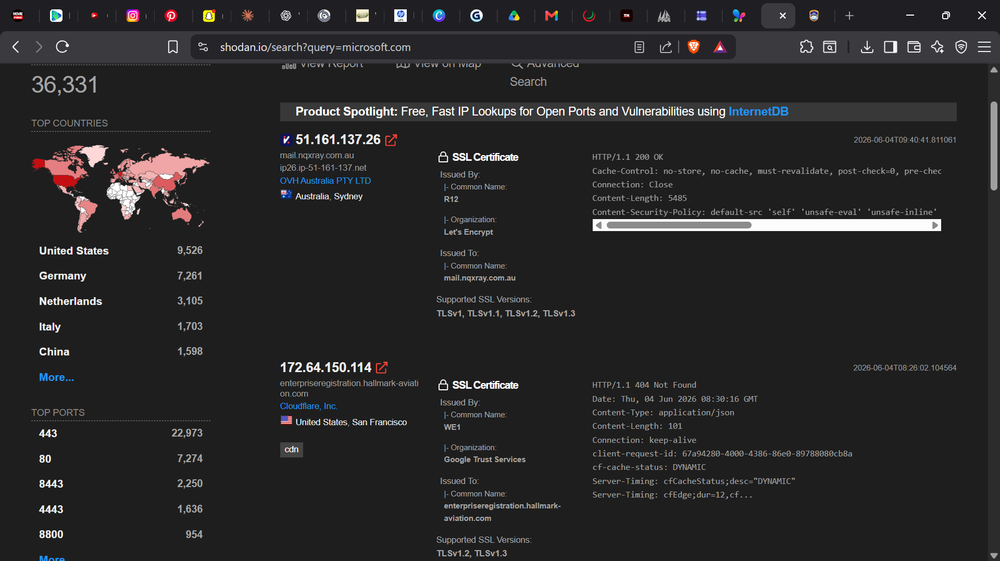 shodan.io/search?query=microsoft.com
View Report
View on Map
Advanced
Search
36,331
TOP COUNTRIES
United States 9,526
Germany 7,261
Netherlands 3,105
Italy 1,703
China 1,598
More...
TOP PORTS
443 22,973
80 7,274
8443 2,250
4443 1,636
8800 954
More
Product Spotlight: Free, Fast IP Lookups for Open Ports and Vulnerabilities using InternetDB
51.161.137.26
2026-06-04T09:40:41.811061
mail.nqxray.com.au
ip26.ip-51-161-137.net
OVH Australia PTY LTD
Australia, Sydney
SSL Certificate
Issued By:
|- Common Name:
R12
|- Organization:
Let's Encrypt
Issued To:
|- Common Name:
mail.nqxray.com.au
Supported SSL Versions:
TLSv1, TLSv1.1, TLSv1.2, TLSv1.3
HTTP/1.1 200 OK
Cache-Control: no-store, no-cache, must-revalidate, post-check=0, pre-chec
Connection: Close
Content-Length: 5485
Content-Security-Policy: default-src 'self' 'unsafe-eval' 'unsafe-inline'
172.64.150.114
2026-06-04T08:26:02.104564
enterpriseregistration.hallmark-aviati
on.com
Cloudflare, Inc.
United States, San Francisco
cdn
SSL Certificate
Issued By:
|- Common Name:
WE1
|- Organization:
Google Trust Services
Issued To:
|- Common Name:
enterpriseregistration.hallmark-
aviation.com
Supported SSL Versions:
TLSv1.2, TLSv1.3
HTTP/1.1 404 Not Found
Date: Thu, 04 Jun 2026 08:30:16 GMT
Content-Type: application/json
Content-Length: 101
Connection: keep-alive
client-request-id: 67a94280-4000-4386-86e0-89788080cb8a
cf-cache-status: DYNAMIC
Server-Timing: cfCacheStatus;desc="DYNAMIC"
Server-Timing: cfEdge;dur=12,cf...